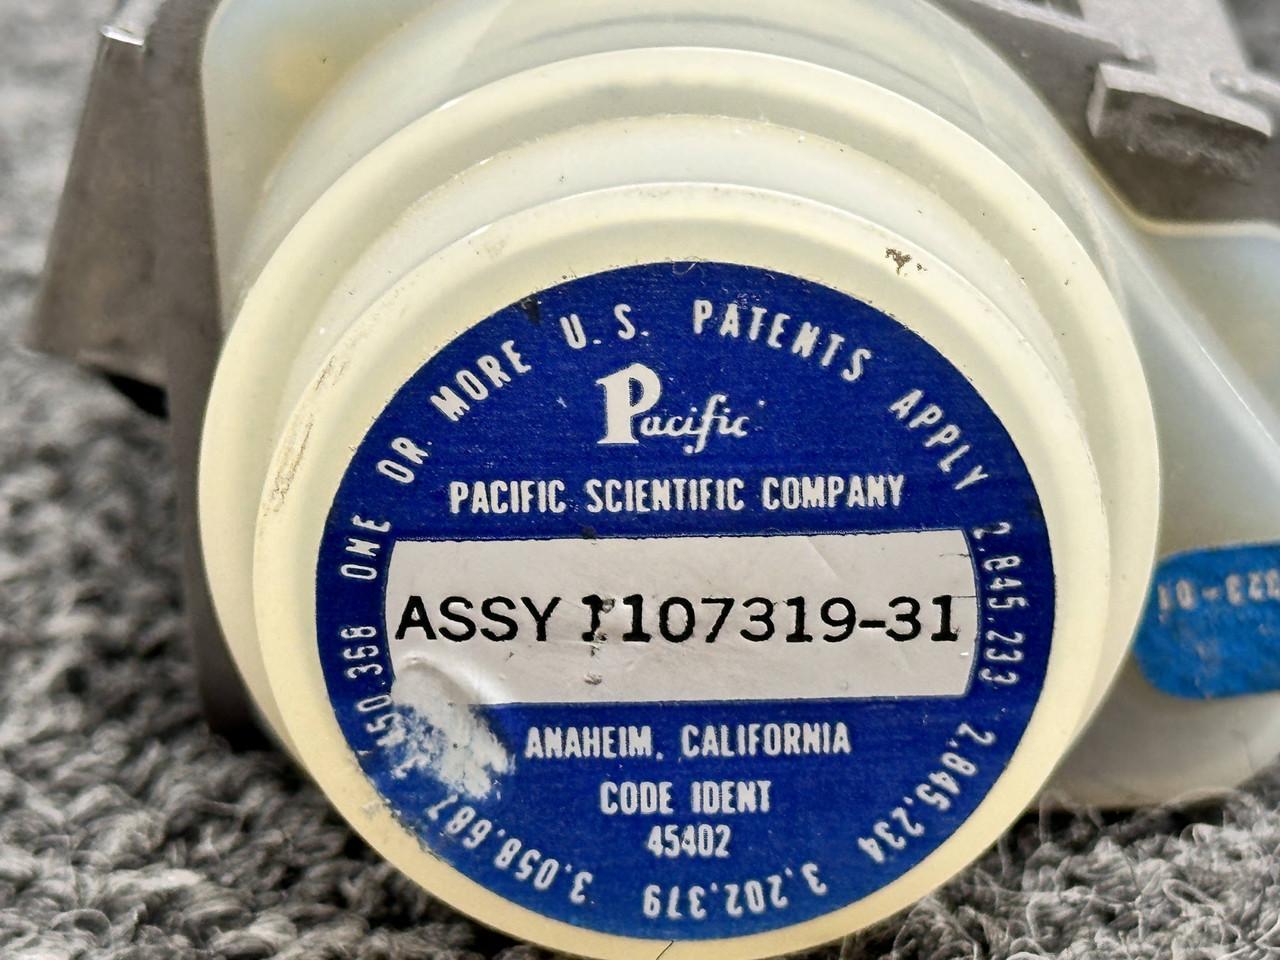 ONE OR MORE U.S. PATENTS APPLY 2.845.233 2.845.234 3.202.379 3.058.687
Pacific
PACIFIC SCIENTIFIC COMPANY
ASSY 1107319-31
ANAHEIM, CALIFORNIA
CODE IDENT
45402